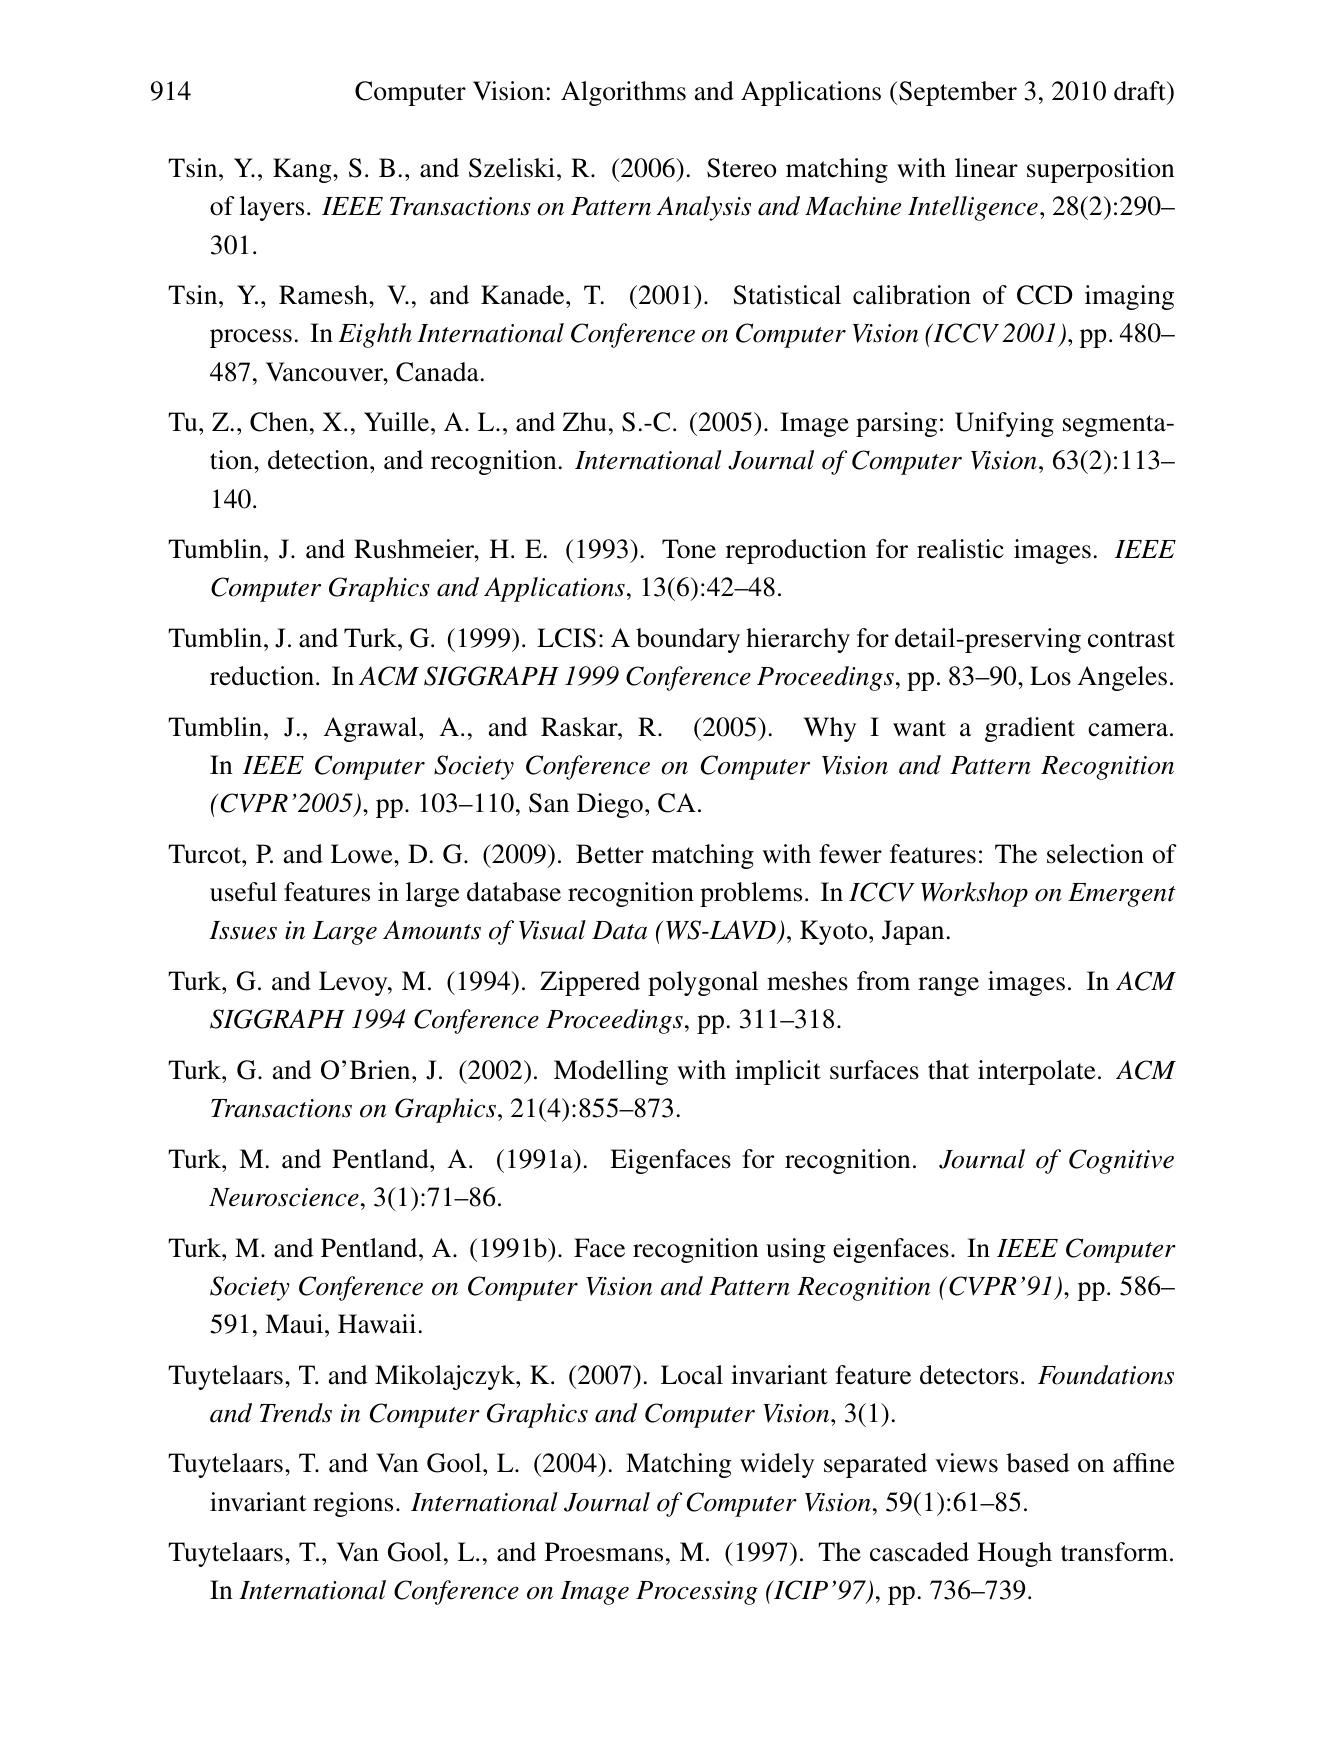 914 Computer Vision: Algorithms and Applications (September 3, 2010 draft)
Tsin, Y., Kang, S. B., and Szeliski, R. (2006). Stereo matching with linear superposition
of layers. IEEE Transactions on Pattern Analysis and Machine Intelligence, 28(2):290–
301.
Tsin, Y., Ramesh, V., and Kanade, T. (2001). Statistical calibration of CCD imaging
process. In Eighth International Conference on Computer Vision (ICCV 2001), pp. 480–
487, Vancouver, Canada.
Tu, Z., Chen, X., Yuille, A. L., and Zhu, S.-C. (2005). Image parsing: Unifying segmenta-
tion, detection, and recognition. International Journal of Computer Vision, 63(2):113–
140.
Tumblin, J. and Rushmeier, H. E. (1993). Tone reproduction for realistic images. IEEE
Computer Graphics and Applications, 13(6):42–48.
Tumblin, J. and Turk, G. (1999). LCIS: A boundary hierarchy for detail-preserving contrast
reduction. In ACM SIGGRAPH 1999 Conference Proceedings, pp. 83–90, Los Angeles.
Tumblin, J., Agrawal, A., and Raskar, R. (2005). Why I want a gradient camera.
In IEEE Computer Society Conference on Computer Vision and Pattern Recognition
(CVPR’2005), pp. 103–110, San Diego, CA.
Turcot, P. and Lowe, D. G. (2009). Better matching with fewer features: The selection of
useful features in large database recognition problems. In ICCV Workshop on Emergent
Issues in Large Amounts of Visual Data (WS-LAVD), Kyoto, Japan.
Turk, G. and Levoy, M. (1994). Zippered polygonal meshes from range images. In ACM
SIGGRAPH 1994 Conference Proceedings, pp. 311–318.
Turk, G. and O’Brien, J. (2002). Modelling with implicit surfaces that interpolate. ACM
Transactions on Graphics, 21(4):855–873.
Turk, M. and Pentland, A. (1991a). Eigenfaces for recognition. Journal of Cognitive
Neuroscience, 3(1):71–86.
Turk, M. and Pentland, A. (1991b). Face recognition using eigenfaces. In IEEE Computer
Society Conference on Computer Vision and Pattern Recognition (CVPR’91), pp. 586–
591, Maui, Hawaii.
Tuytelaars, T. and Mikolajczyk, K. (2007). Local invariant feature detectors. Foundations
and Trends in Computer Graphics and Computer Vision, 3(1).
Tuytelaars, T. and Van Gool, L. (2004). Matching widely separated views based on affine
invariant regions. International Journal of Computer Vision, 59(1):61–85.
Tuytelaars, T., Van Gool, L., and Proesmans, M. (1997). The cascaded Hough transform.
In International Conference on Image Processing (ICIP’97), pp. 736–739.